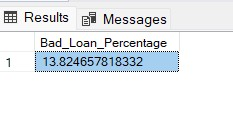 Results Messages
Bad_Loan_Percentage
1 13.824657818332